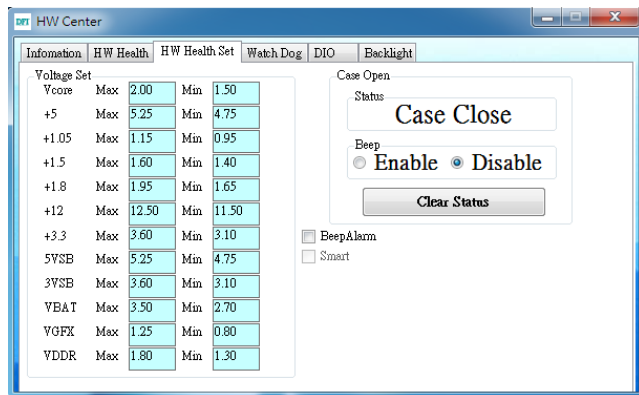 DFI HW Center
Infomation HW Health HW Health Set Watch Dog DIO Backlight
Voltage Set
Vcore Max 2.00 Min 1.50
+5 Max 5.25 Min 4.75
+1.05 Max 1.15 Min 0.95
+1.5 Max 1.60 Min 1.40
+1.8 Max 1.95 Min 1.65
+12 Max 12.50 Min 11.50
+3.3 Max 3.60 Min 3.10
5VSB Max 5.25 Min 4.75
3VSB Max 3.60 Min 3.10
VBAT Max 3.50 Min 2.70
VGFX Max 1.25 Min 0.80
VDDR Max 1.80 Min 1.30
Case Open
Status
Case Close
Beep
Enable Disable
Clear Status
BeepAlarm
Smart